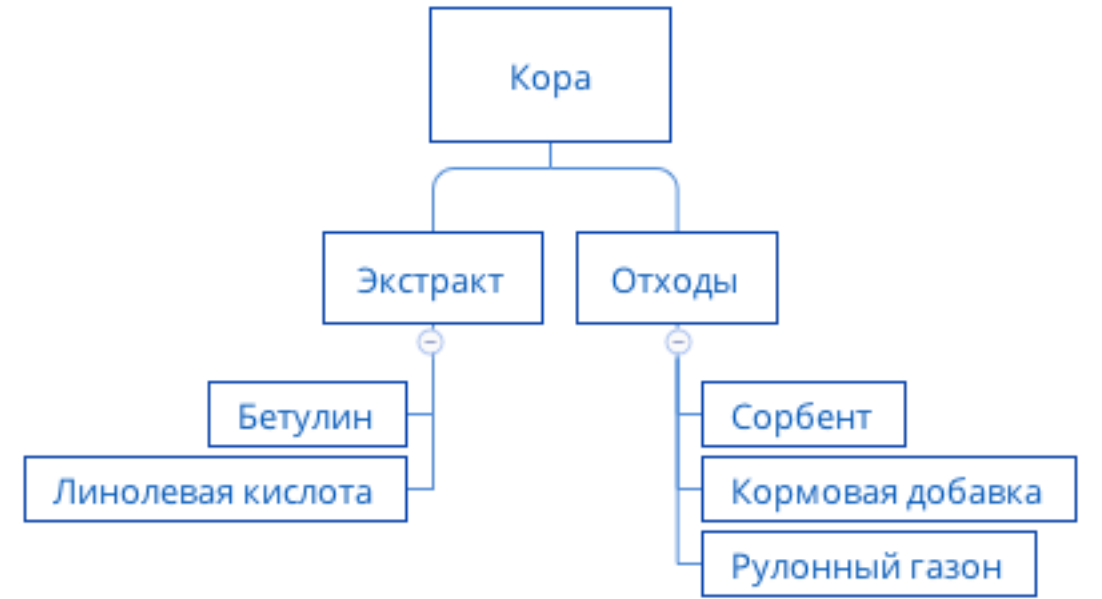 Кора
Экстракт
Отходы
Бетулин
Линолевая кислота
Сорбент
Кормовая добавка
Рулонный газон